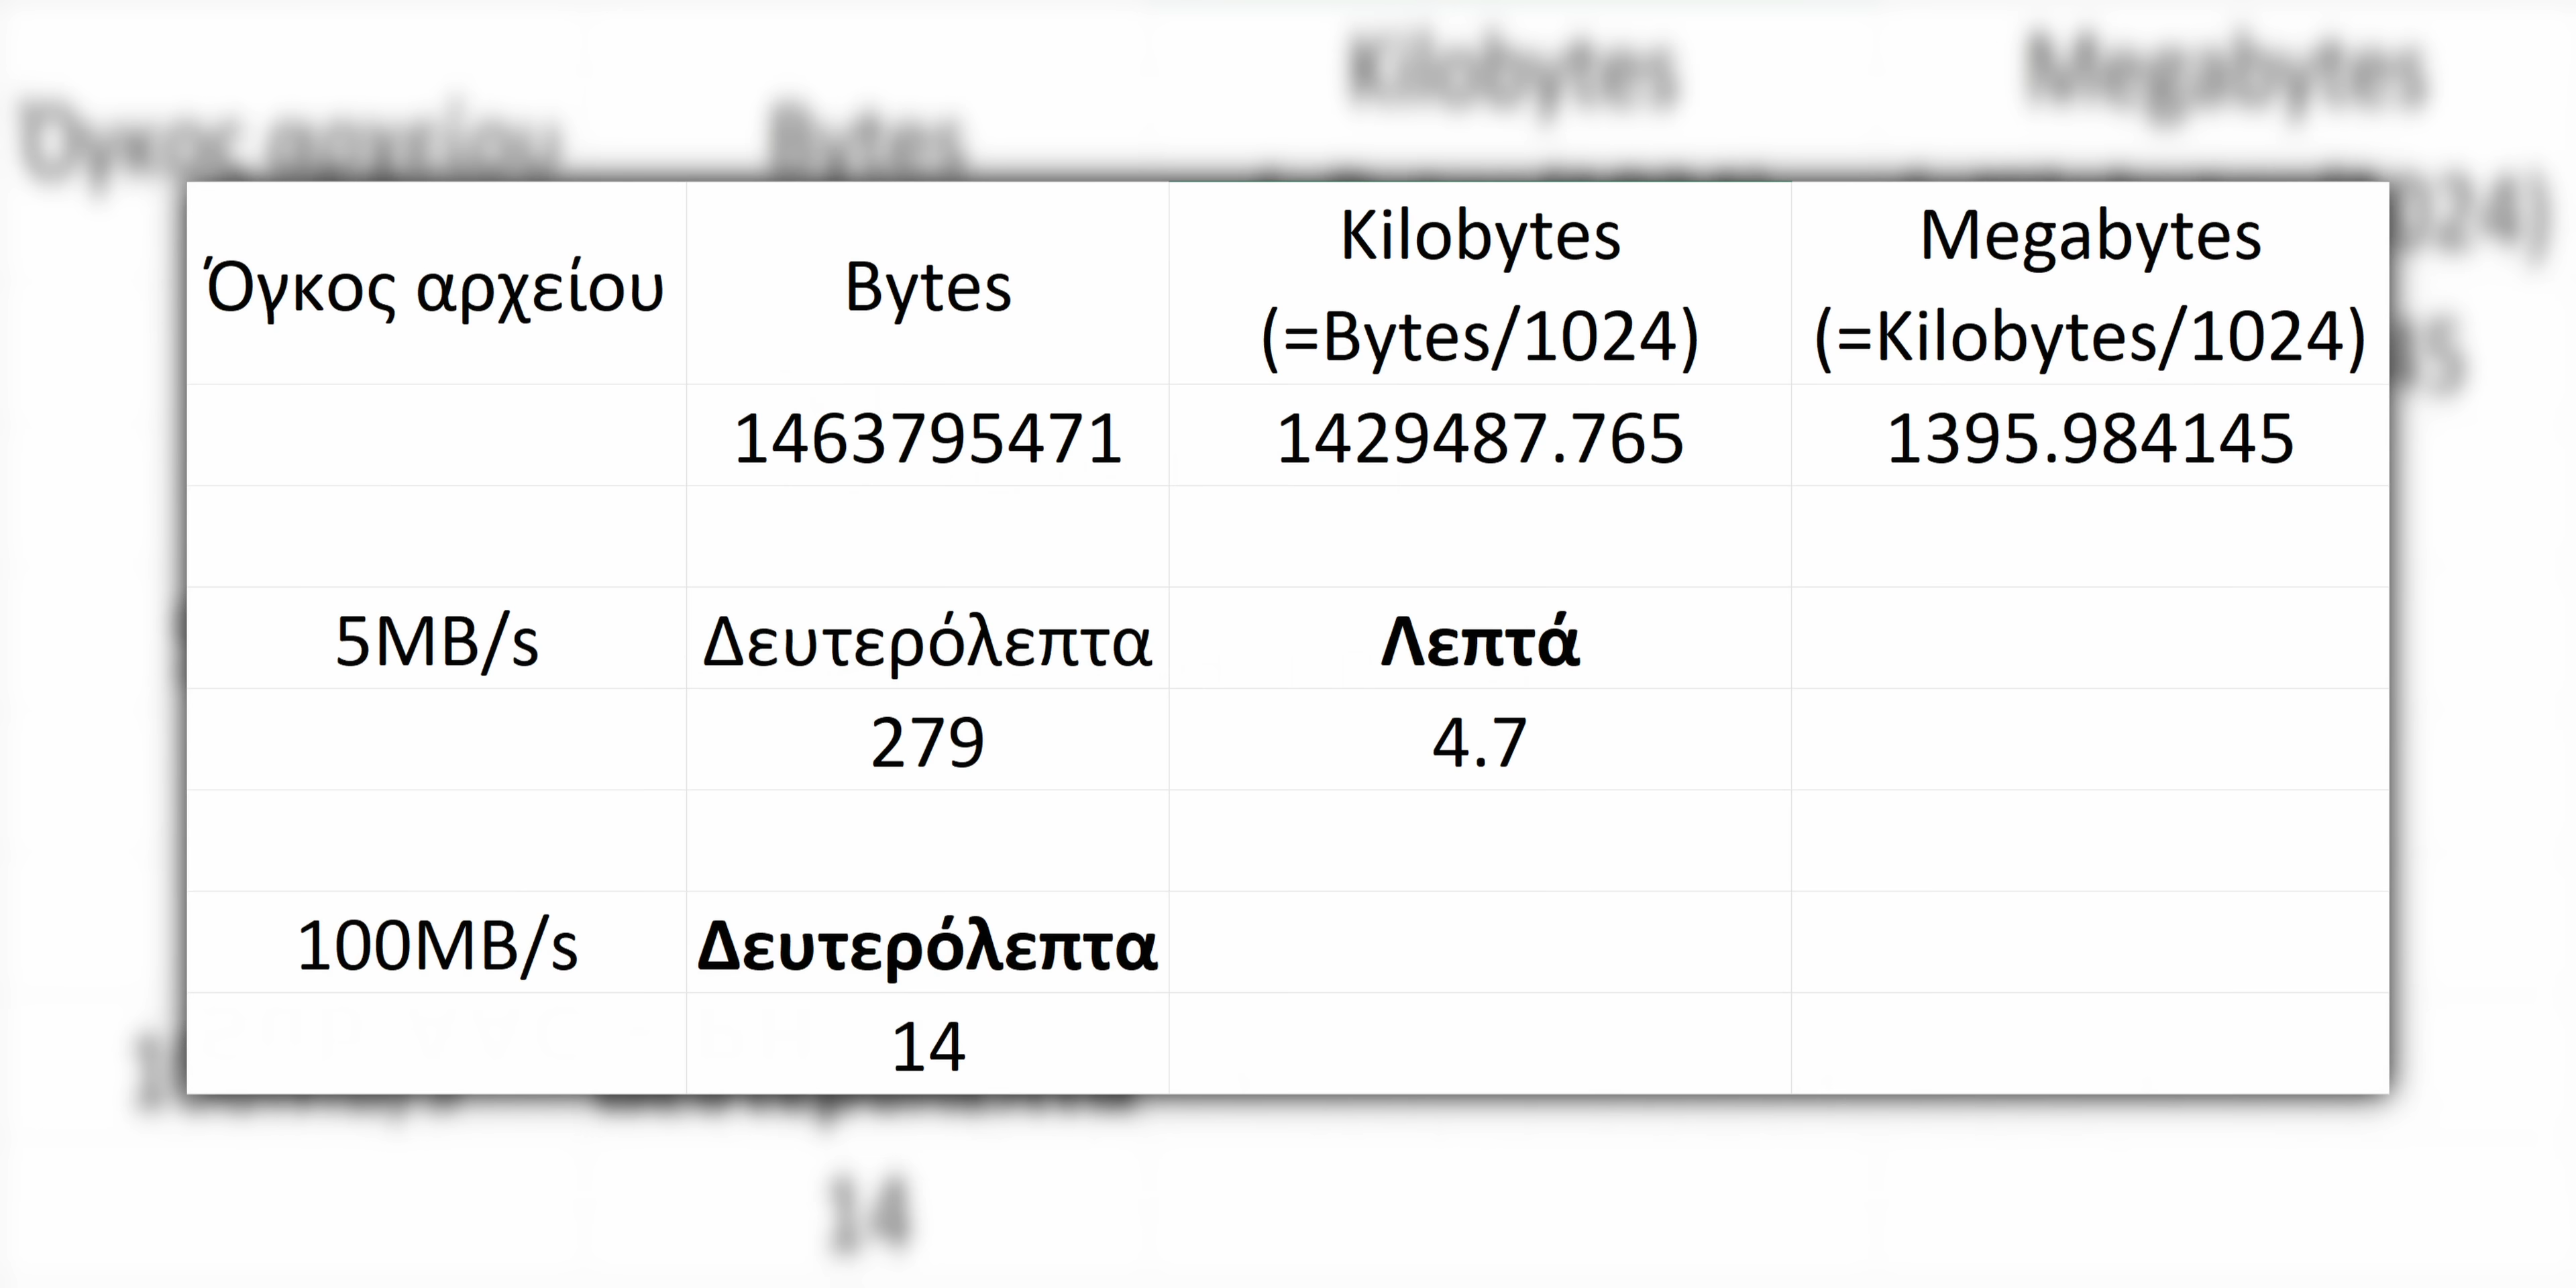 Όγκος αρχείου Bytes Kilobytes (=Bytes/1024) Megabytes (=Kilobytes/1024)
1463795471 1429487.765 1395.984145
5MB/s Δευτερόλεπτα Λεπτά
279 4.7
100MB/s Δευτερόλεπτα
14